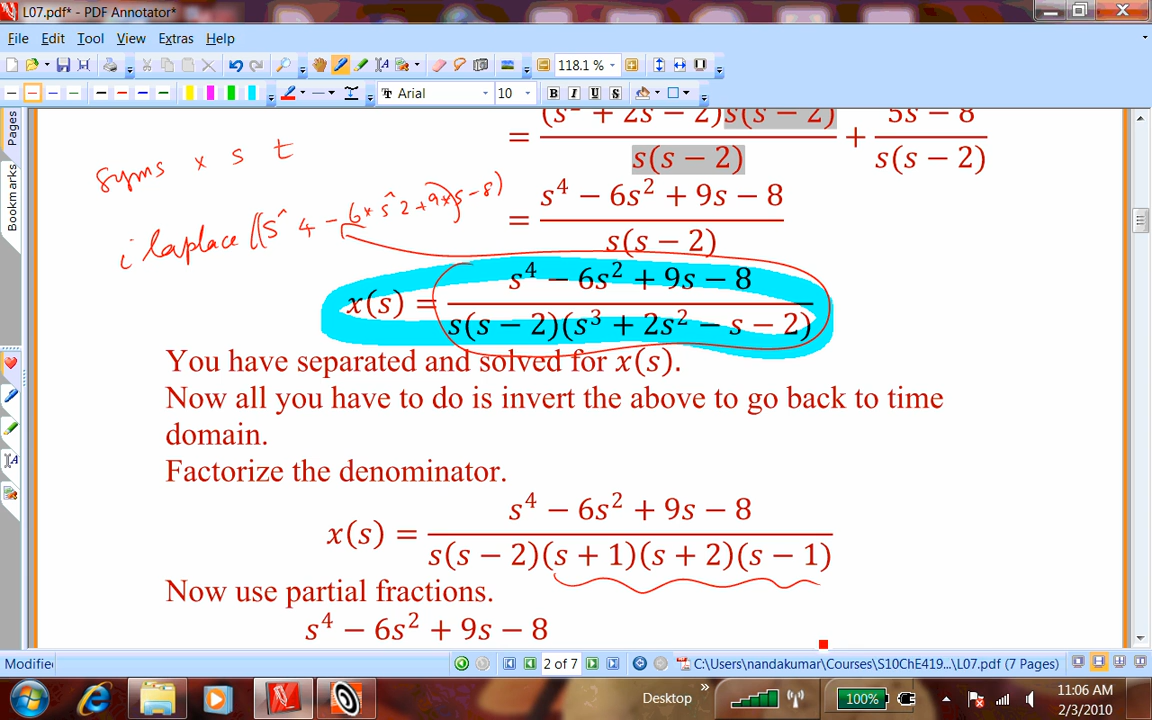 L07.pdf* - PDF Annotator*
File Edit Tool View Extras Help
118.1 %
Arial 10 B I U S
Pages
Bookmarks
= (s² + 2s − 2)s(s − 2) / s(s − 2) + 5s − 8 / s(s − 2)
syms x s t
= s⁴ − 6s² + 9s − 8 / s(s − 2)
ilaplace((s^4 - 6*s^2+9*s-8)
x(s) = s⁴ − 6s² + 9s − 8 / s(s − 2)(s³ + 2s² − s − 2)
You have separated and solved for x(s).
Now all you have to do is invert the above to go back to time
domain.
Factorize the denominator.
x(s) = s⁴ − 6s² + 9s − 8 / s(s − 2)(s + 1)(s + 2)(s − 1)
Now use partial fractions.
s⁴ − 6s² + 9s − 8
Modifie 2 of 7 C:\Users\nandakumar\Courses\S10ChE419...\L07.pdf (7 Pages)
Desktop » 100% 11:06 AM
2/3/2010